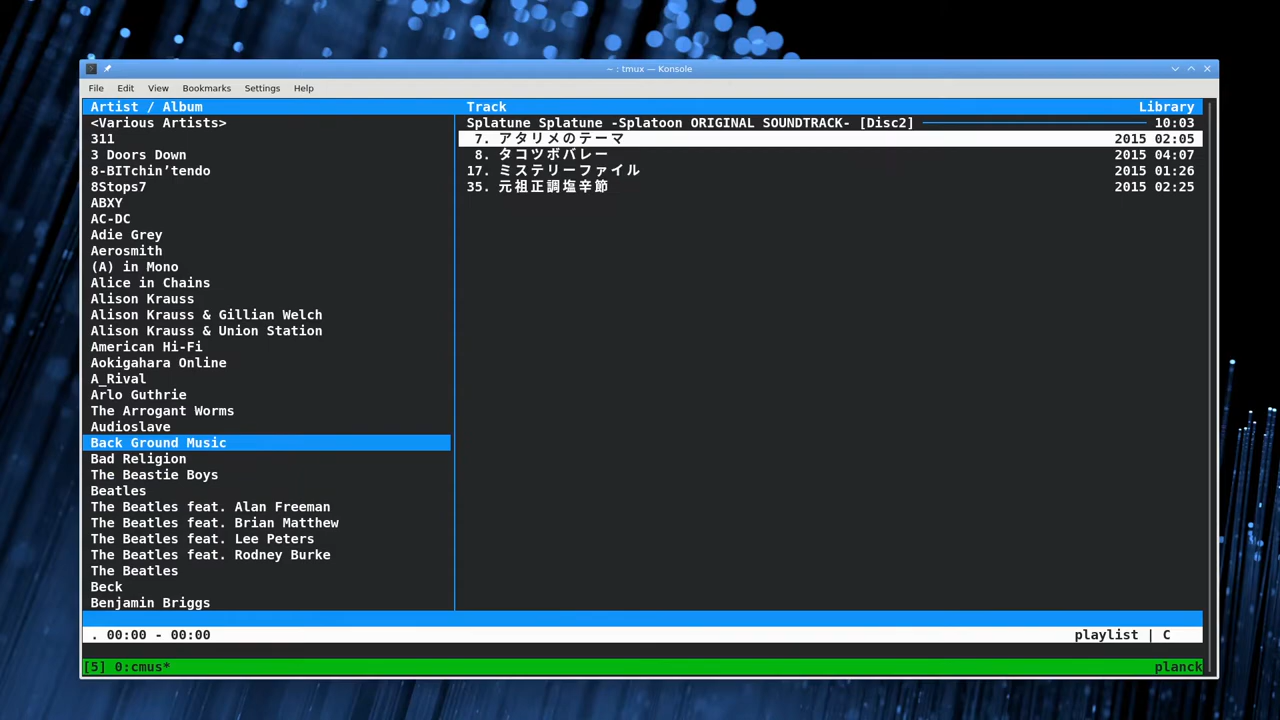 ~ : tmux — Konsole
File Edit View Bookmarks Settings Help
Artist / Album
<Various Artists>
311
3 Doors Down
8-BITchin’tendo
8Stops7
ABXY
AC-DC
Adie Grey
Aerosmith
(A) in Mono
Alice in Chains
Alison Krauss
Alison Krauss & Gillian Welch
Alison Krauss & Union Station
American Hi-Fi
Aokigahara Online
A_Rival
Arlo Guthrie
The Arrogant Worms
Audioslave
Back Ground Music
Bad Religion
The Beastie Boys
Beatles
The Beatles feat. Alan Freeman
The Beatles feat. Brian Matthew
The Beatles feat. Lee Peters
The Beatles feat. Rodney Burke
The Beatles
Beck
Benjamin Briggs
Track Library
Splatune Splatune -Splatoon ORIGINAL SOUNDTRACK- [Disc2] 10:03
7. アタリメのテーマ 2015 02:05
8. タコツボバレー 2015 04:07
17. ミステリーファイル 2015 01:26
35. 元祖正調塩辛節 2015 02:25
. 00:00 - 00:00 playlist | C
[5] 0:cmus* planck